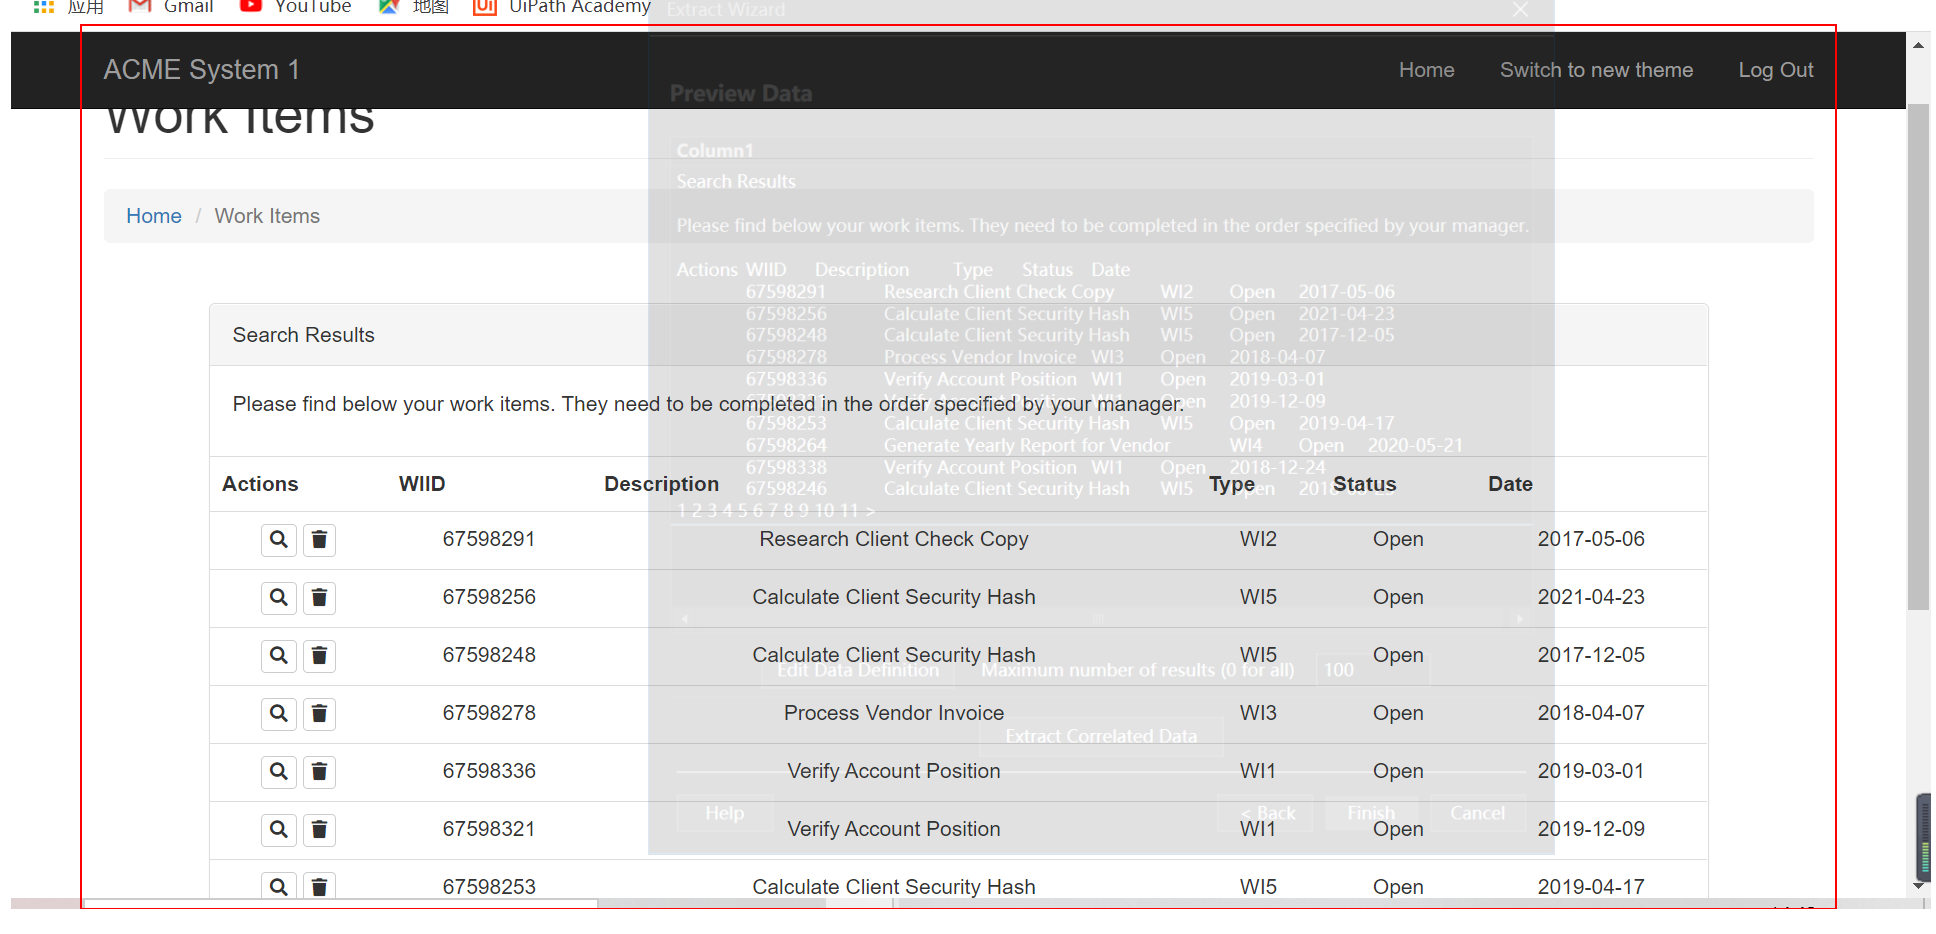 应用 Gmail YouTube 地图 UiPath Academy
Extract Wizard
ACME System 1 Home Switch to new theme Log Out
Preview Data
Work Items
Column1
Search Results
Home / Work Items
Please find below your work items. They need to be completed in the order specified by your manager.
Actions WIID Description Type Status Date
67598291 Research Client Check Copy WI2 Open 2017-05-06
67598256 Calculate Client Security Hash WI5 Open 2021-04-23
67598248 Calculate Client Security Hash WI5 Open 2017-12-05
67598278 Process Vendor Invoice WI3 Open 2018-04-07
67598336 Verify Account Position WI1 Open 2019-03-01
Open 2019-12-09
67598253 Calculate Client Security Hash WI5 Open 2019-04-17
67598264 Generate Yearly Report for Vendor WI4 Open 2020-05-21
67598338 Verify Account Position WI1 Open 2018-12-24
67598246 Calculate Client Security Hash WI5 Open
1 2 3 4 5 6 7 8 9 10 11 >
Edit Data Definition Maximum number of results (0 for all) 100
Extract Correlated Data
Help < Back Finish Cancel
Search Results
Please find below your work items. They need to be completed in the order specified by your manager.
Actions WIID Description Type Status Date
67598291 Research Client Check Copy WI2 Open 2017-05-06
67598256 Calculate Client Security Hash WI5 Open 2021-04-23
67598248 Calculate Client Security Hash WI5 Open 2017-12-05
67598278 Process Vendor Invoice WI3 Open 2018-04-07
67598336 Verify Account Position WI1 Open 2019-03-01
67598321 Verify Account Position WI1 Open 2019-12-09
67598253 Calculate Client Security Hash WI5 Open 2019-04-17